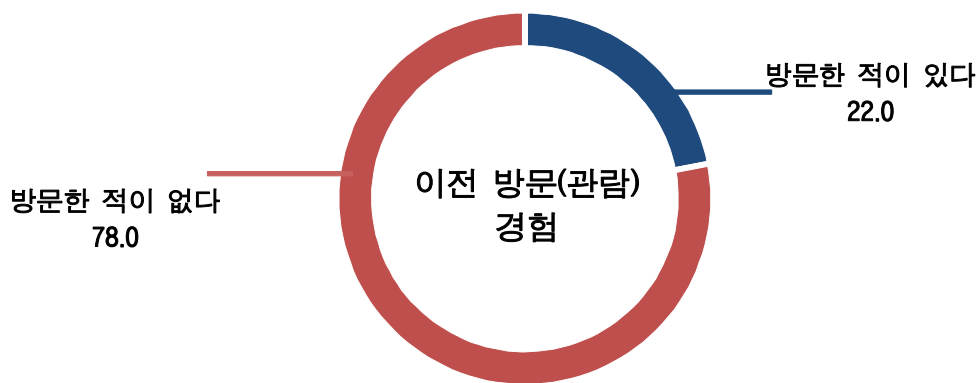 방문한 적이 있다
22.0
이전 방문(관람)
경험
방문한 적이 없다
78.0